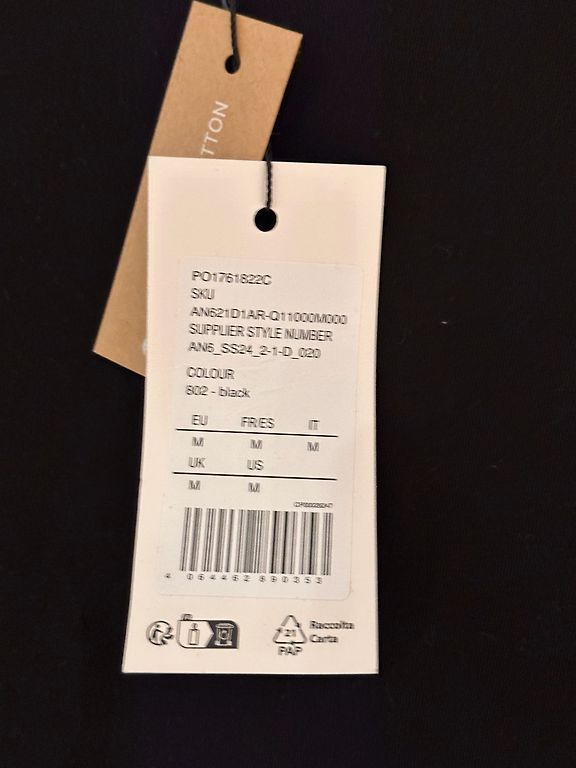 TTON
PO1761822C
SKU
AN621D1AR-Q11000M000
SUPPLIER STYLE NUMBER
AN6_SS24_2-1-D_020
COLOUR
802 - black
EU FR/ES IT
M M M
UK US
M M
4 064462 890353
21
PAP
Raccolta
Carta